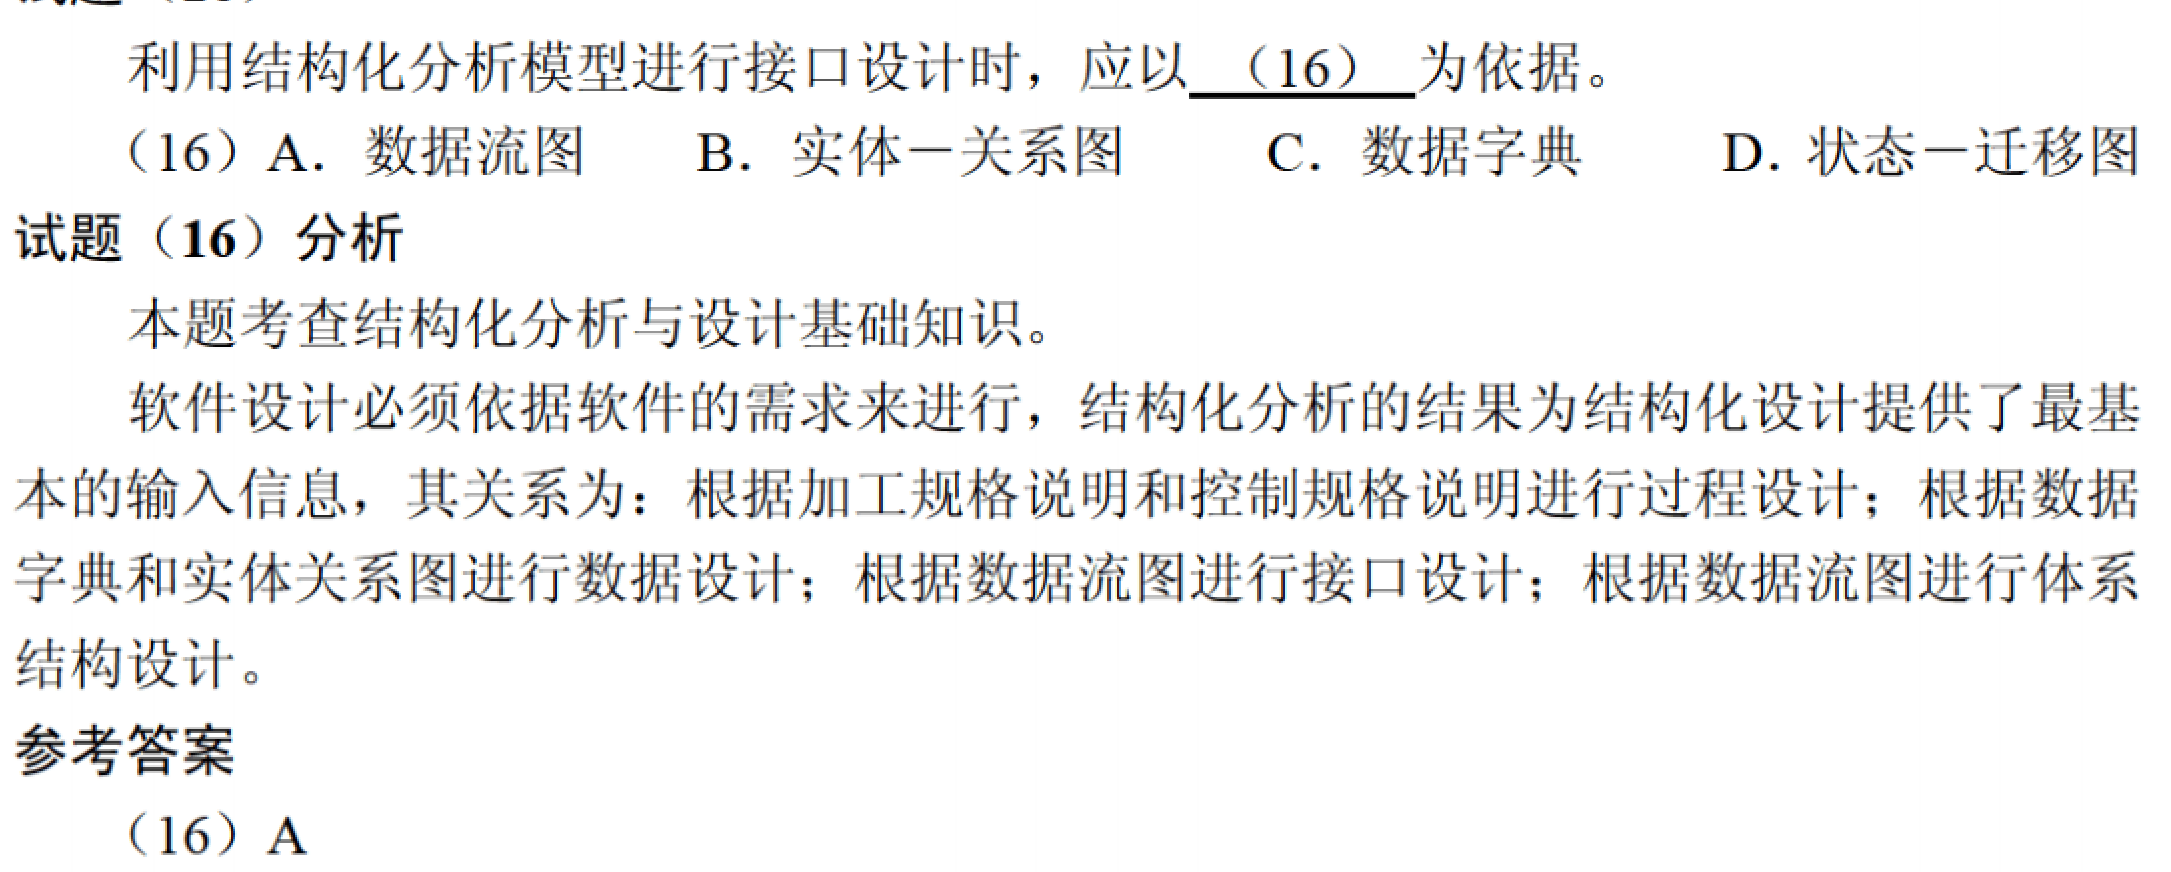 利用结构化分析模型进行接口设计时，应以 （16） 为依据。
（16）A．数据流图 B．实体－关系图 C．数据字典 D．状态－迁移图
试题（16）分析
本题考查结构化分析与设计基础知识。
软件设计必须依据软件的需求来进行，结构化分析的结果为结构化设计提供了最基
本的输入信息，其关系为：根据加工规格说明和控制规格说明进行过程设计；根据数据
字典和实体关系图进行数据设计；根据数据流图进行接口设计；根据数据流图进行体系
结构设计。
参考答案
（16）A